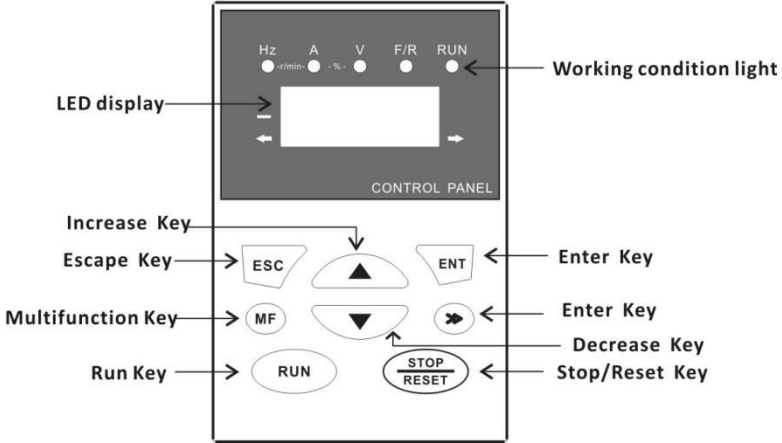 Hz A V F/R RUN
-r/min- -%-
Working condition light
LED display
CONTROL PANEL
Increase Key
Escape Key
ESC
ENT
Enter Key
Multifunction Key
MF
Enter Key
Decrease Key
Run Key
RUN
STOP
RESET
Stop/Reset Key